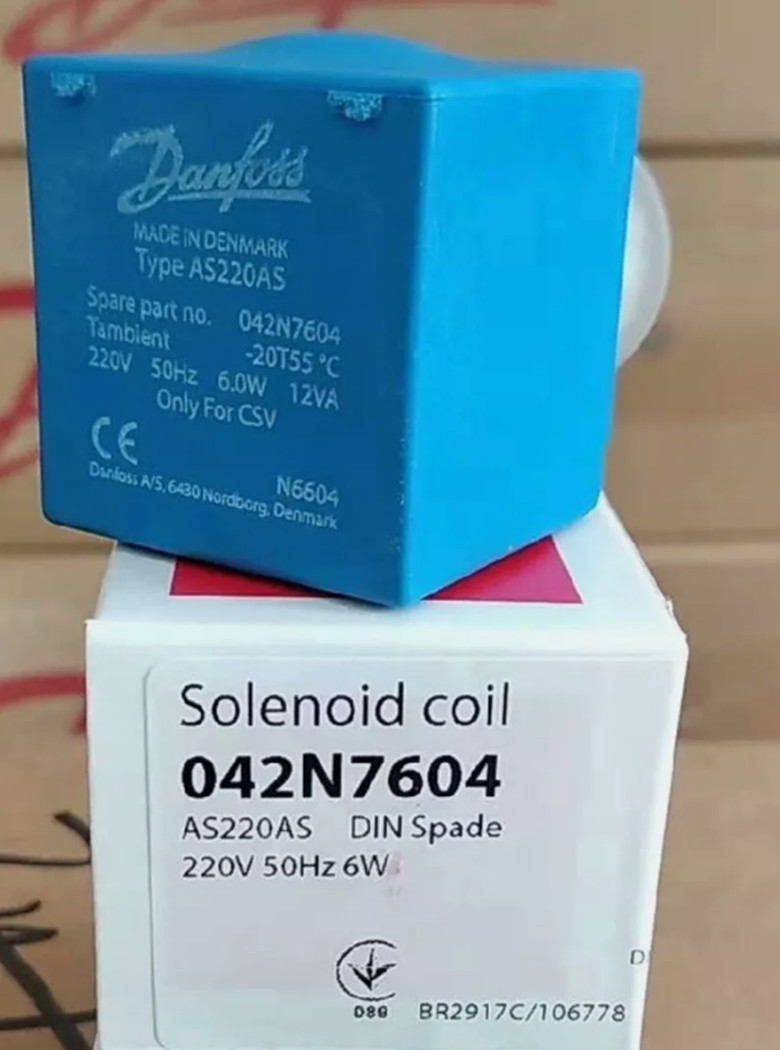 Danfoss
MADE IN DENMARK
Type AS220AS
Spare part no. 042N7604
Tambient -20T55 °C
220V 50Hz 6.0W 12VA
Only For CSV
CE
N6604
Danfoss A/S, 6430 Nordborg, Denmark
Solenoid coil
042N7604
AS220AS DIN Spade
220V 50Hz 6W
D
086
BR2917C/106778